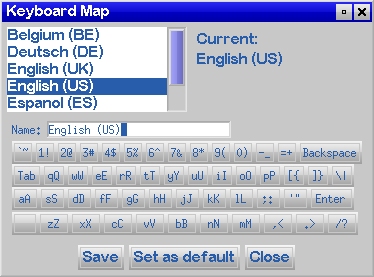 Keyboard Map
Belgium (BE)
Deutsch (DE)
English (UK)
English (US)
Espanol (ES)
Current:
English (US)
Name: English (US)
`~ 1! 2@ 3# 4$ 5% 6^ 7& 8* 9( 0) -_ =+ Backspace
Tab qQ wW eE rR tT yY uU iI oO pP [{ ]} \|
aA sS dD fF gG hH jJ kK lL :: '" Enter
zZ xX cC vV bB nN mM ,< .> /?
Save Set as default Close